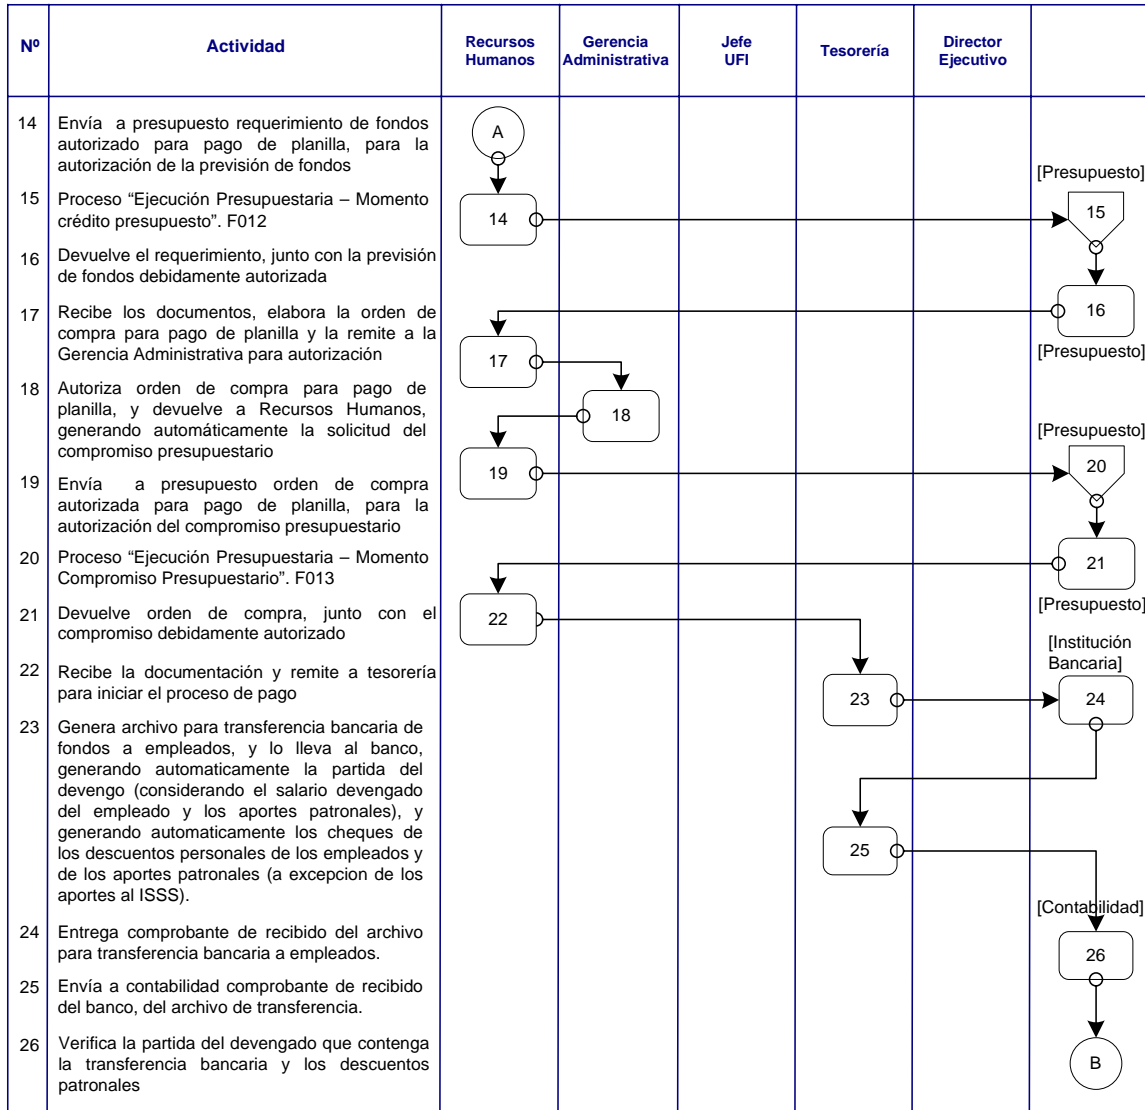 Nº
Actividad
Recursos
Humanos
Gerencia
Administrativa
Jefe
UFI
Tesorería
Director
Ejecutivo
14
Envía a presupuesto requerimiento de fondos
autorizado para pago de planilla, para la
autorización de la previsión de fondos
15
Proceso “Ejecución Presupuestaria – Momento
crédito presupuesto”. F012
16
Devuelve el requerimiento, junto con la previsión
de fondos debidamente autorizada
17
Recibe los documentos, elabora la orden de
compra para pago de planilla y la remite a la
Gerencia Administrativa para autorización
18
Autoriza orden de compra para pago de
planilla, y devuelve a Recursos Humanos,
generando automáticamente la solicitud del
compromiso presupuestario
19
Envía a presupuesto orden de compra
autorizada para pago de planilla, para la
autorización del compromiso presupuestario
20
Proceso “Ejecución Presupuestaria – Momento
Compromiso Presupuestario”. F013
21
Devuelve orden de compra, junto con el
compromiso debidamente autorizado
22
Recibe la documentación y remite a tesorería
para iniciar el proceso de pago
23
Genera archivo para transferencia bancaria de
fondos a empleados, y lo lleva al banco,
generando automaticamente la partida del
devengo (considerando el salario devengado
del empleado y los aportes patronales), y
generando automaticamente los cheques de
los descuentos personales de los empleados y
de los aportes patronales (a excepcion de los
aportes al ISSS).
24
Entrega comprobante de recibido del archivo
para transferencia bancaria a empleados.
25
Envía a contabilidad comprobante de recibido
del banco, del archivo de transferencia.
26
Verifica la partida del devengado que contenga
la transferencia bancaria y los descuentos
patronales
A
14
[Presupuesto]
15
16
[Presupuesto]
17
18
19
[Presupuesto]
20
21
[Presupuesto]
22
23
[Institución
Bancaria]
24
25
[Contabilidad]
26
B